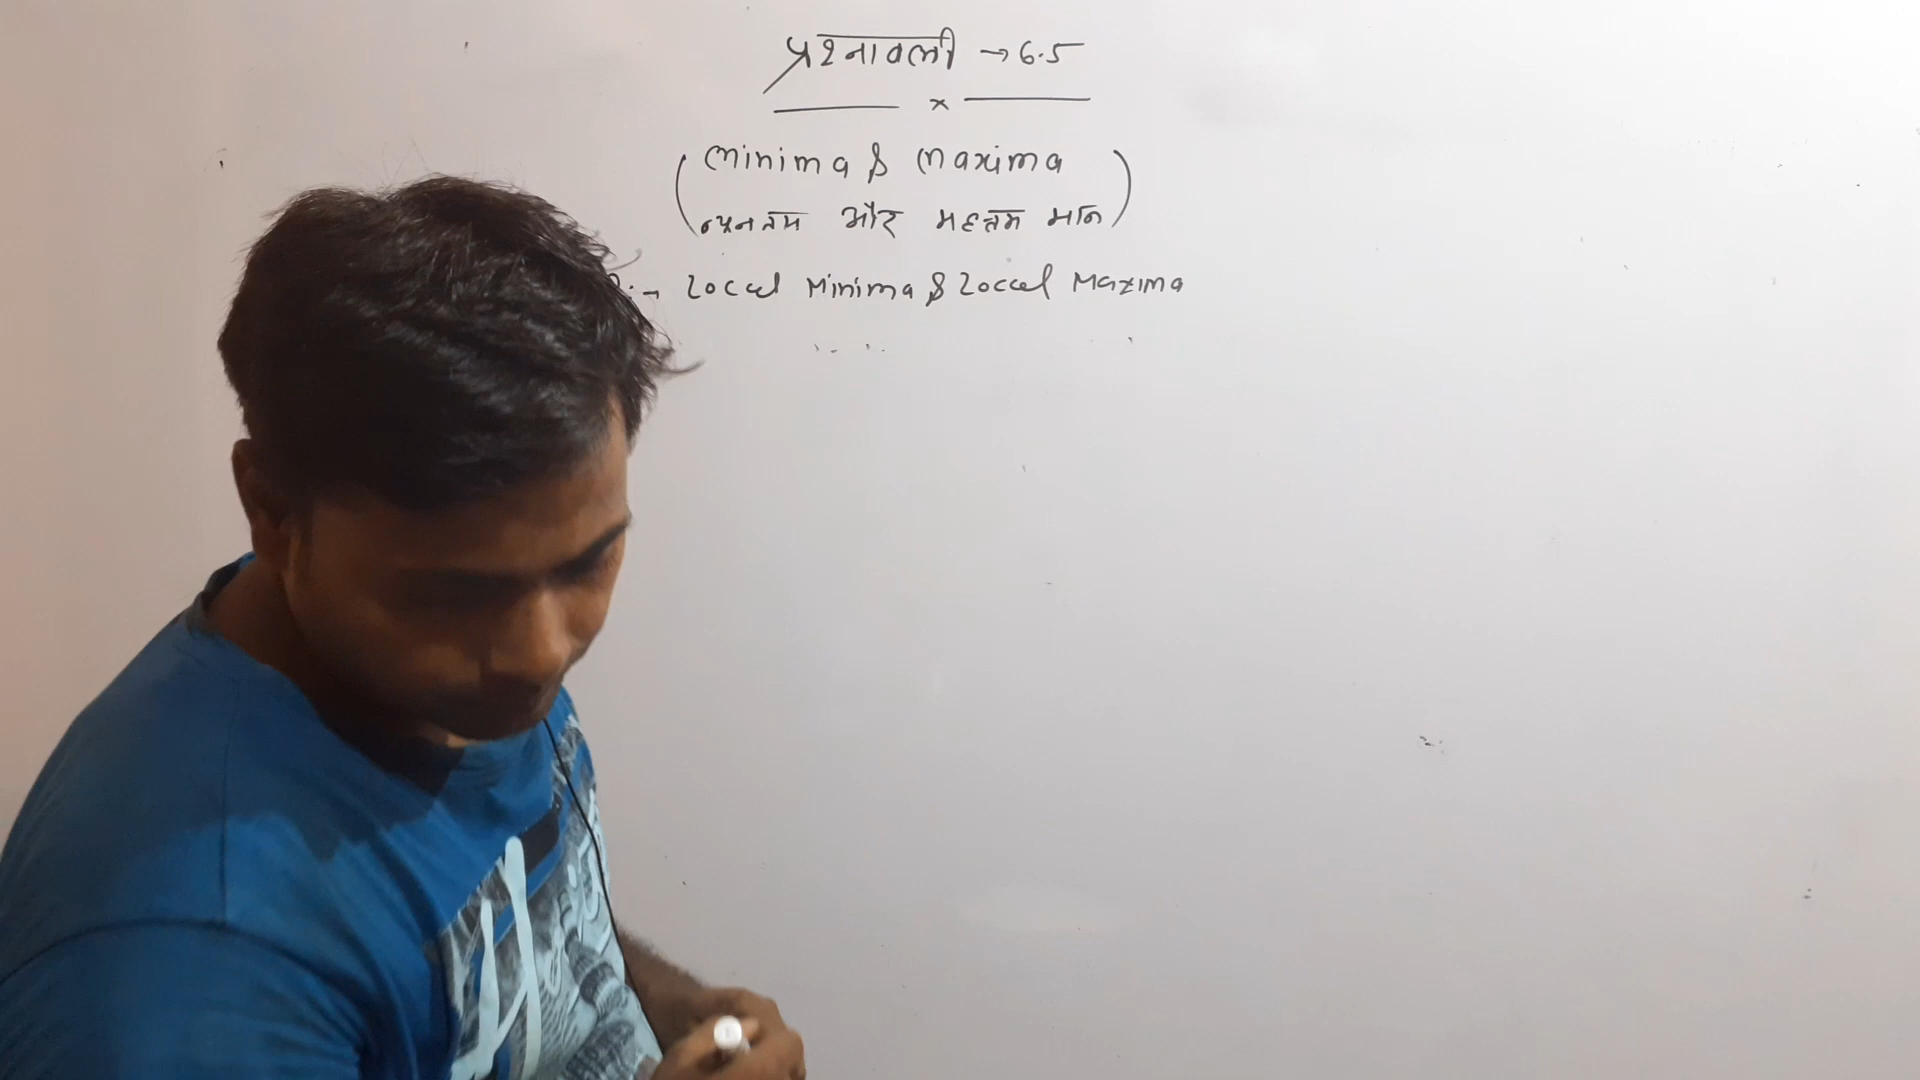 प्रश्नावली → 6.5
x
(Minima & Maxima
न्यूनतम और महत्तम मान)
:→ Local Minima & Local Maxima